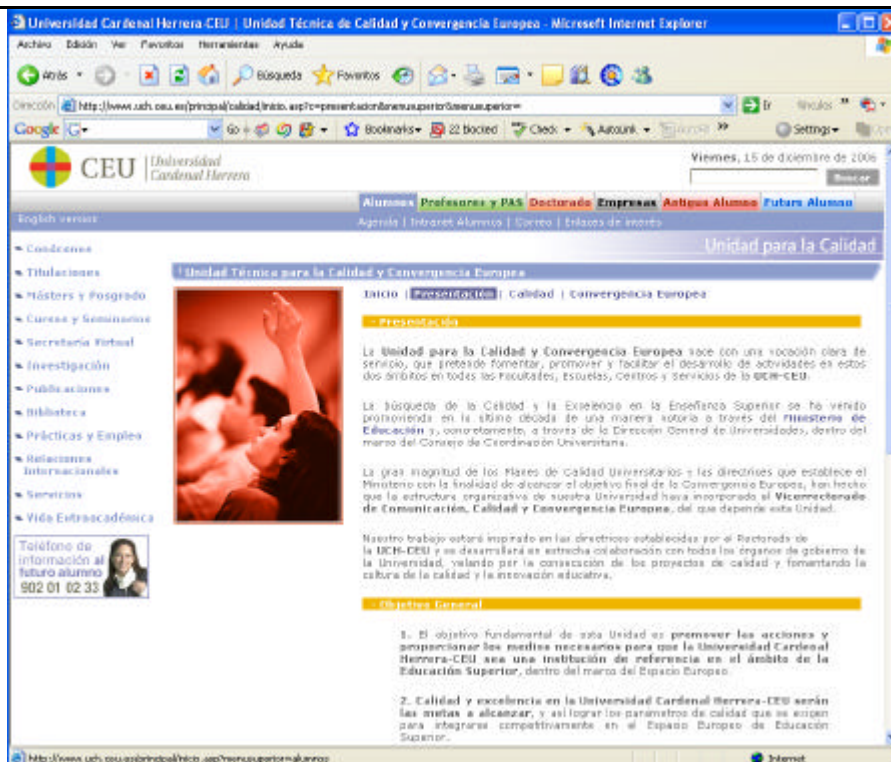 Universidad Cardenal Herrera-CEU | Unidad Técnica de Calidad y Convergencia Europea - Microsoft Internet Explorer
Archivo Edición Ver Favoritos Herramientas Ayuda
Atrás Búsqueda Favoritos
Dirección http://www.uch.ceu.es/principal/calidad/inicio.asp?c=presentacion&menusuperior&menusuperior= Ir Vínculos »
Google G Go Bookmarks 22 blocked Check AutoLink » Settings
CEU Universidad
Cardenal Herrera
Viernes, 15 de diciembre de 2006
Buscar
Alumnos Profesores y PAS Doctorado Empresas Antiguo Alumno Futuro Alumno
English version Agenda | Intranet Alumnos | Correo | Enlaces de interés
Unidad para la Calidad
Conócenos
Titulaciones
Másters y Posgrado
Cursos y Seminarios
Secretaría Virtual
Investigación
Publicaciones
Biblioteca
Prácticas y Empleo
Relaciones
Internacionales
Servicios
Vida Extraacadémica
Teléfono de
información al
futuro alumno
902 01 02 33
Unidad Técnica para la Calidad y Convergencia Europea
Inicio | Presentación | Calidad | Convergencia Europea
- Presentación
La Unidad para la Calidad y Convergencia Europea nace con una vocación clara de
servicio, que pretende fomentar, promover y facilitar el desarrollo de actividades en estos
dos ámbitos en todas las Facultades, Escuelas, Centros y Servicios de la UCH-CEU.
La búsqueda de la Calidad y la Excelencia en la Enseñanza Superior se ha venido
promoviendo en la última década de una manera notoria a través del Ministerio de
Educación y, concretamente, a través de la Dirección General de Universidades, dentro del
marco del Consejo de Coordinación Universitaria.
La gran magnitud de los Planes de Calidad Universitarios y las directrices que establece el
Ministerio con la finalidad de alcanzar el objetivo final de la Convergencia Europea, han hecho
que la estructura organizativa de nuestra Universidad haya incorporado el Vicerrectorado
de Comunicación, Calidad y Convergencia Europea, del que depende esta Unidad.
Nuestro trabajo estará inspirado en las directrices establecidas por el Rectorado de
la UCH-CEU y se desarrollará en estrecha colaboración con todos los órganos de gobierno de
la Universidad, velando por la consecución de los proyectos de calidad y fomentando la
cultura de la calidad y la innovación educativa.
- Objetivo General
1. El objetivo fundamental de esta Unidad es promover las acciones y
proporcionar los medios necesarios para que la Universidad Cardenal
Herrera-CEU sea una institución de referencia en el ámbito de la
Educación Superior, dentro del marco del Espacio Europeo.
2. Calidad y excelencia en la Universidad Cardenal Herrera-CEU serán
las metas a alcanzar, y así lograr los parámetros de calidad que se exigen
para integrarse competitivamente en el Espacio Europeo de Educación
Superior.
http://www.uch.ceu.es/principal/inicio.asp?menusuperior=alumnos Internet